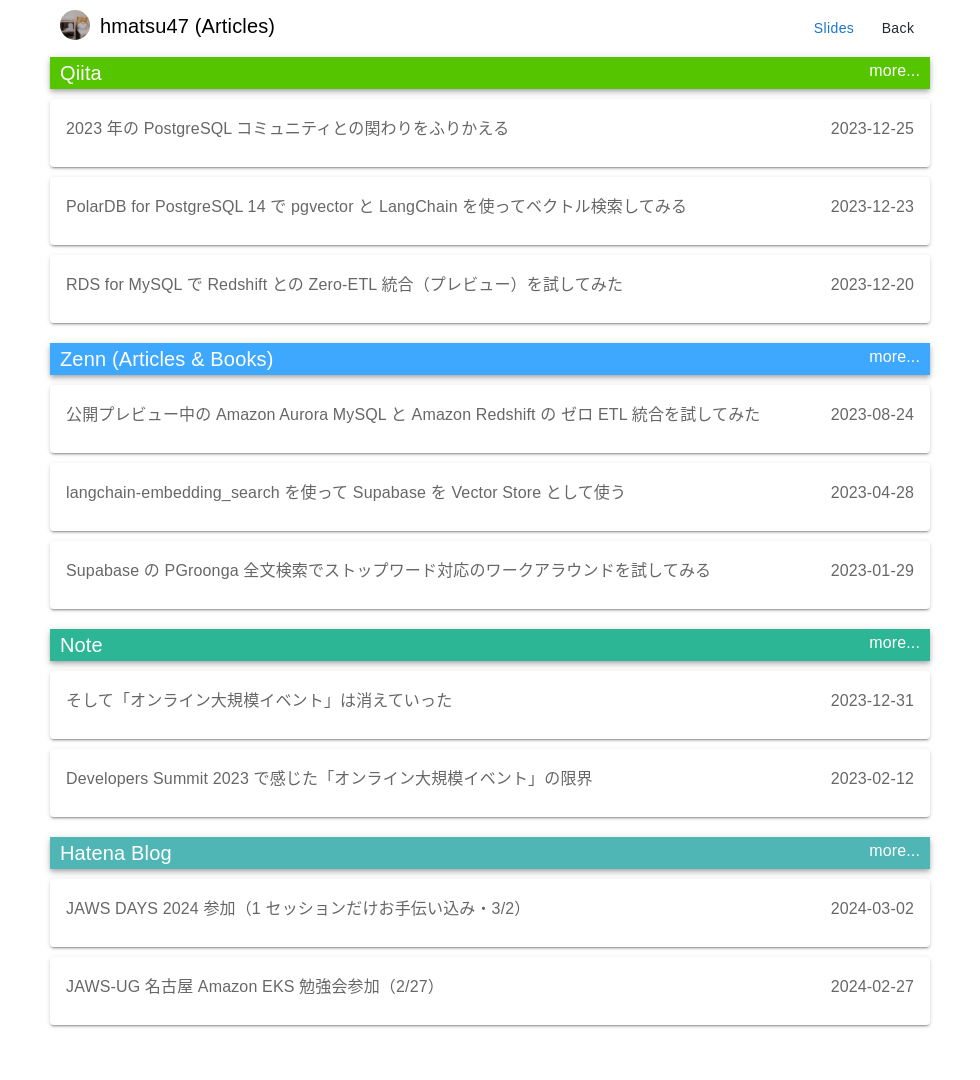 hmatsu47 (Articles)
Slides
Back
Qiita
more...
2023 年の PostgreSQL コミュニティとの関わりをふりかえる
2023-12-25
PolarDB for PostgreSQL 14 で pgvector と LangChain を使ってベクトル検索してみる
2023-12-23
RDS for MySQL で Redshift との Zero-ETL 統合（プレビュー）を試してみた
2023-12-20
Zenn (Articles & Books)
more...
公開プレビュー中の Amazon Aurora MySQL と Amazon Redshift の ゼロ ETL 統合を試してみた
2023-08-24
langchain-embedding_search を使って Supabase を Vector Store として使う
2023-04-28
Supabase の PGroonga 全文検索でストップワード対応のワークアラウンドを試してみる
2023-01-29
Note
more...
そして「オンライン大規模イベント」は消えていった
2023-12-31
Developers Summit 2023 で感じた「オンライン大規模イベント」の限界
2023-02-12
Hatena Blog
more...
JAWS DAYS 2024 参加（1 セッションだけお手伝い込み・3/2）
2024-03-02
JAWS-UG 名古屋 Amazon EKS 勉強会参加（2/27）
2024-02-27